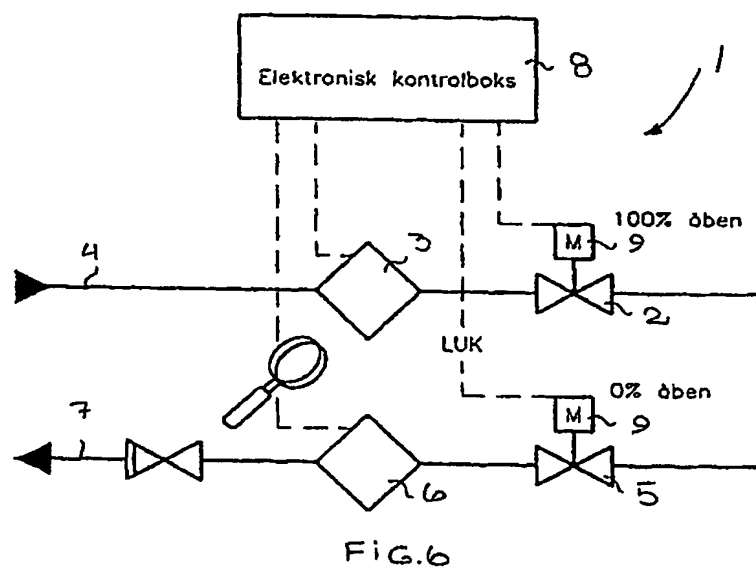 Elektronisk kontrolboks
8
1
100% åben
3
M
9
4
2
LUK
0% åben
7
M
9
6
5
FiG.6